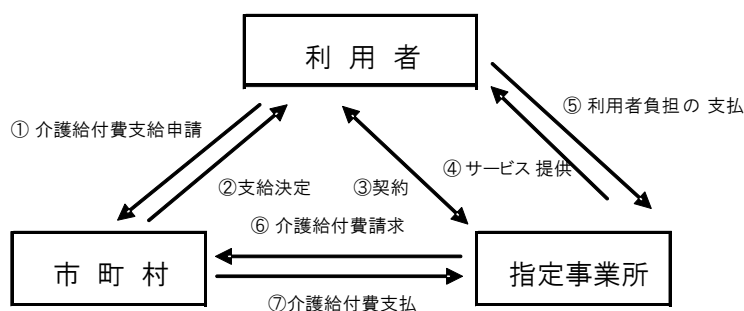 利 用 者
⑤ 利用者負担の 支払
① 介護給付費支給申請
④ サービス 提供
②支給決定
③契約
⑥ 介護給付費請求
市 町 村
指定事業所
⑦介護給付費支払